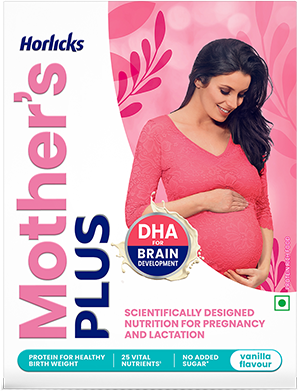 Horlicks
Mother's
PLUS
DHA
FOR
BRAIN
DEVELOPMENT
SCIENTIFICALLY DESIGNED
NUTRITION FOR PREGNANCY
AND LACTATION
PROTEIN FOR HEALTHY
BIRTH WEIGHT
25 VITAL
NUTRIENTS*
NO ADDED
SUGAR^
vanilla
flavour